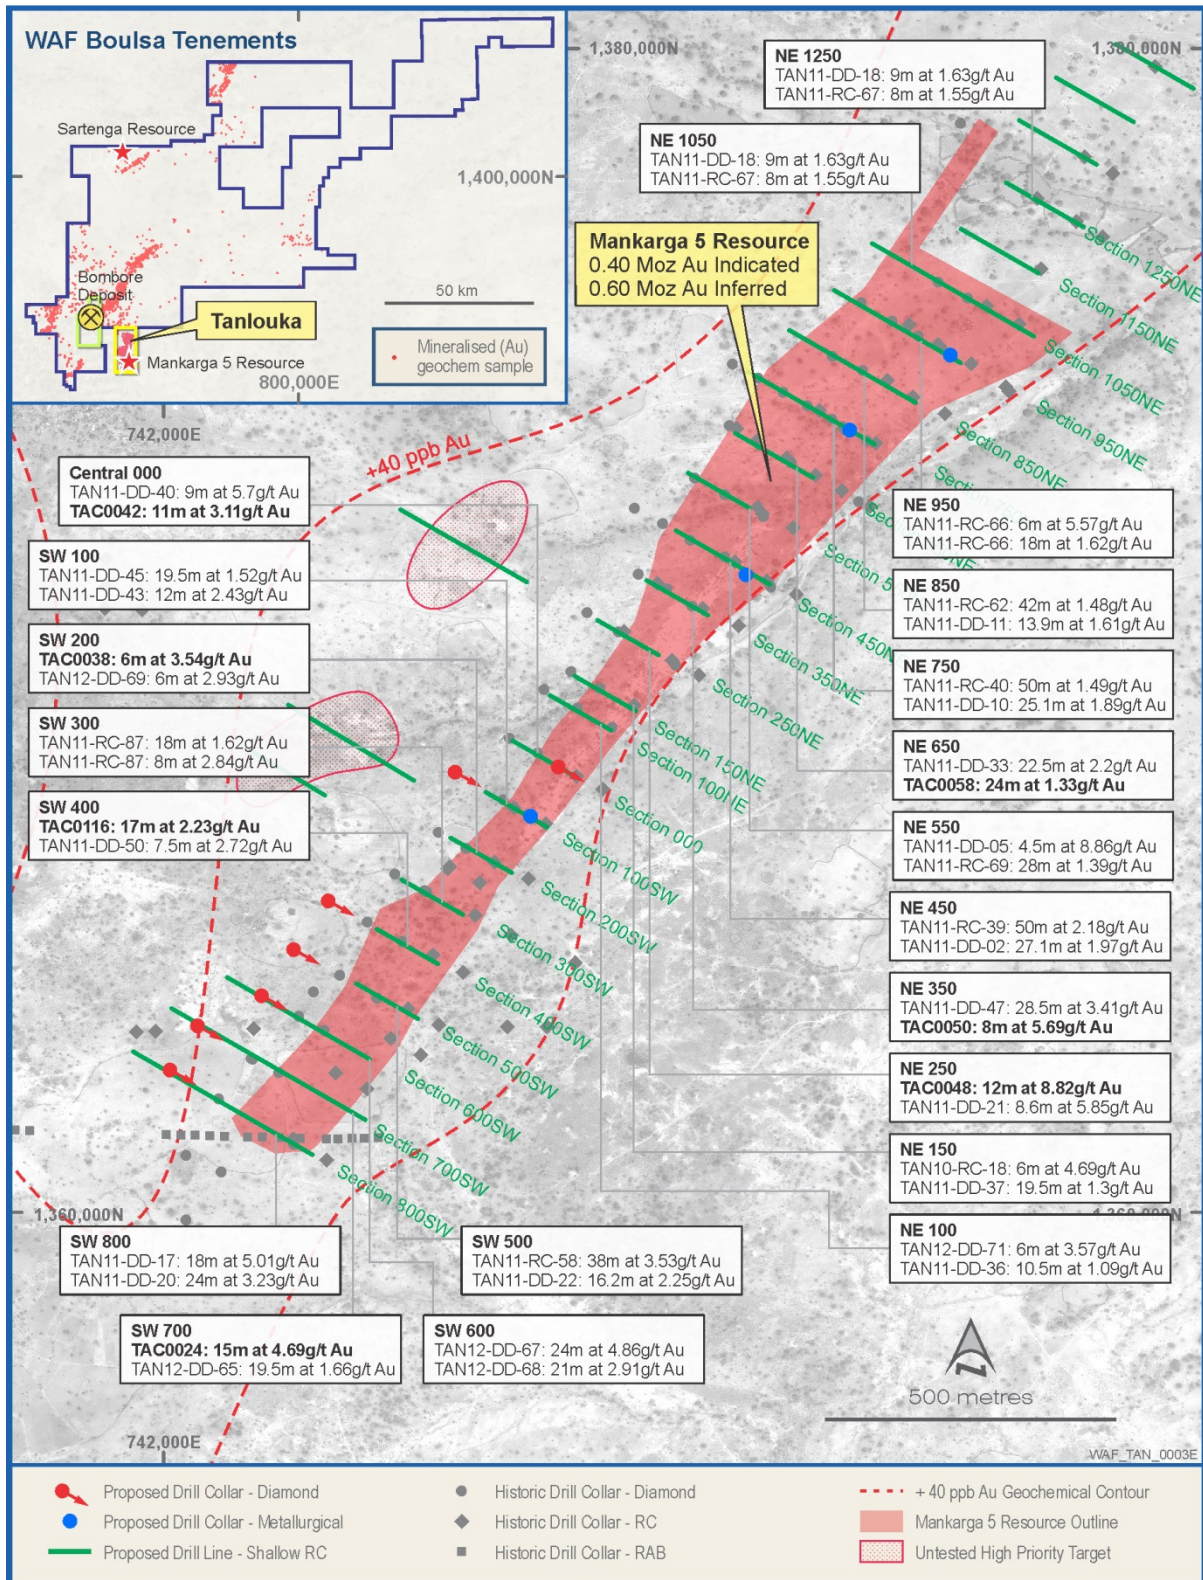 WAF Boulsa Tenements
Sartenga Resource
1,400,000N
Bombore
Deposit
50 km
Tanlouka
Mankarga 5 Resource
Mineralised (Au)
geochem sample
800,000E
1,380,000N
1,380,000N
NE 1250
TAN11-DD-18: 9m at 1.63g/t Au
TAN11-RC-67: 8m at 1.55g/t Au
NE 1050
TAN11-DD-18: 9m at 1.63g/t Au
TAN11-RC-67: 8m at 1.55g/t Au
Mankarga 5 Resource
0.40 Moz Au Indicated
0.60 Moz Au Inferred
742,000E
+40 ppb Au
Section 1250NE
Section 1150NE
Section 1050NE
Section 950NE
Section 850NE
Section 450N
Section 350NE
Section 250NE
Section 150NE
Section 100NE
Section 000
Section 100SW
Section 200SW
Section 300SW
Section 400SW
Section 500SW
Section 600SW
Section 700SW
Section 800SW
Central 000
TAN11-DD-40: 9m at 5.7g/t Au
TAC0042: 11m at 3.11g/t Au
SW 100
TAN11-DD-45: 19.5m at 1.52g/t Au
TAN11-DD-43: 12m at 2.43g/t Au
SW 200
TAC0038: 6m at 3.54g/t Au
TAN12-DD-69: 6m at 2.93g/t Au
SW 300
TAN11-RC-87: 18m at 1.62g/t Au
TAN11-RC-87: 8m at 2.84g/t Au
SW 400
TAC0116: 17m at 2.23g/t Au
TAN11-DD-50: 7.5m at 2.72g/t Au
NE 950
TAN11-RC-66: 6m at 5.57g/t Au
TAN11-RC-66: 18m at 1.62g/t Au
NE 850
TAN11-RC-62: 42m at 1.48g/t Au
TAN11-DD-11: 13.9m at 1.61g/t Au
NE 750
TAN11-RC-40: 50m at 1.49g/t Au
TAN11-DD-10: 25.1m at 1.89g/t Au
NE 650
TAN11-DD-33: 22.5m at 2.2g/t Au
TAC0058: 24m at 1.33g/t Au
NE 550
TAN11-DD-05: 4.5m at 8.86g/t Au
TAN11-RC-69: 28m at 1.39g/t Au
NE 450
TAN11-RC-39: 50m at 2.18g/t Au
TAN11-DD-02: 27.1m at 1.97g/t Au
NE 350
TAN11-DD-47: 28.5m at 3.41g/t Au
TAC0050: 8m at 5.69g/t Au
NE 250
TAC0048: 12m at 8.82g/t Au
TAN11-DD-21: 8.6m at 5.85g/t Au
NE 150
TAN10-RC-18: 6m at 4.69g/t Au
TAN11-DD-37: 19.5m at 1.3g/t Au
1,360,000N
1,360,000N
NE 100
TAN12-DD-71: 6m at 3.57g/t Au
TAN11-DD-36: 10.5m at 1.09g/t Au
SW 800
TAN11-DD-17: 18m at 5.01g/t Au
TAN11-DD-20: 24m at 3.23g/t Au
SW 500
TAN11-RC-58: 38m at 3.53g/t Au
TAN11-DD-22: 16.2m at 2.25g/t Au
SW 700
TAC0024: 15m at 4.69g/t Au
TAN12-DD-65: 19.5m at 1.66g/t Au
SW 600
TAN12-DD-67: 24m at 4.86g/t Au
TAN12-DD-68: 21m at 2.91g/t Au
500 metres
742,000E
WAF_TAN_0003E
Proposed Drill Collar - Diamond
Proposed Drill Collar - Metallurgical
Proposed Drill Line - Shallow RC
Historic Drill Collar - Diamond
Historic Drill Collar - RC
Historic Drill Collar - RAB
+ 40 ppb Au Geochemical Contour
Mankarga 5 Resource Outline
Untested High Priority Target